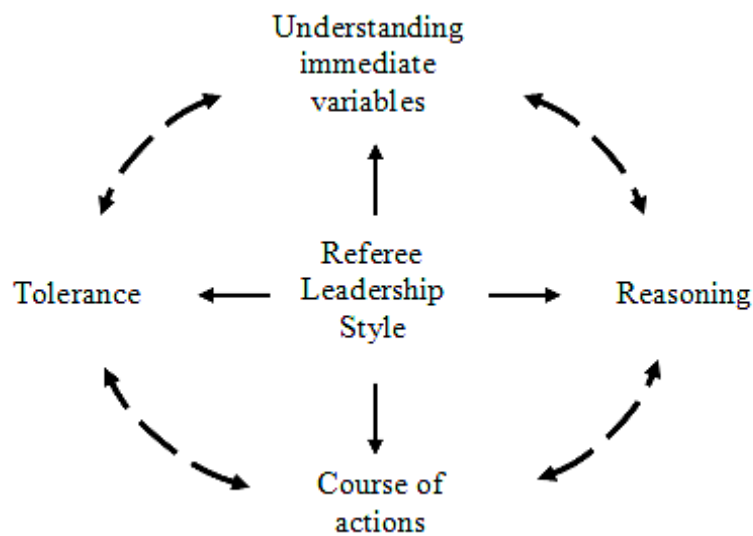 Understanding
immediate
variables
Tolerance
Referee
Leadership
Style
Reasoning
Course of
actions